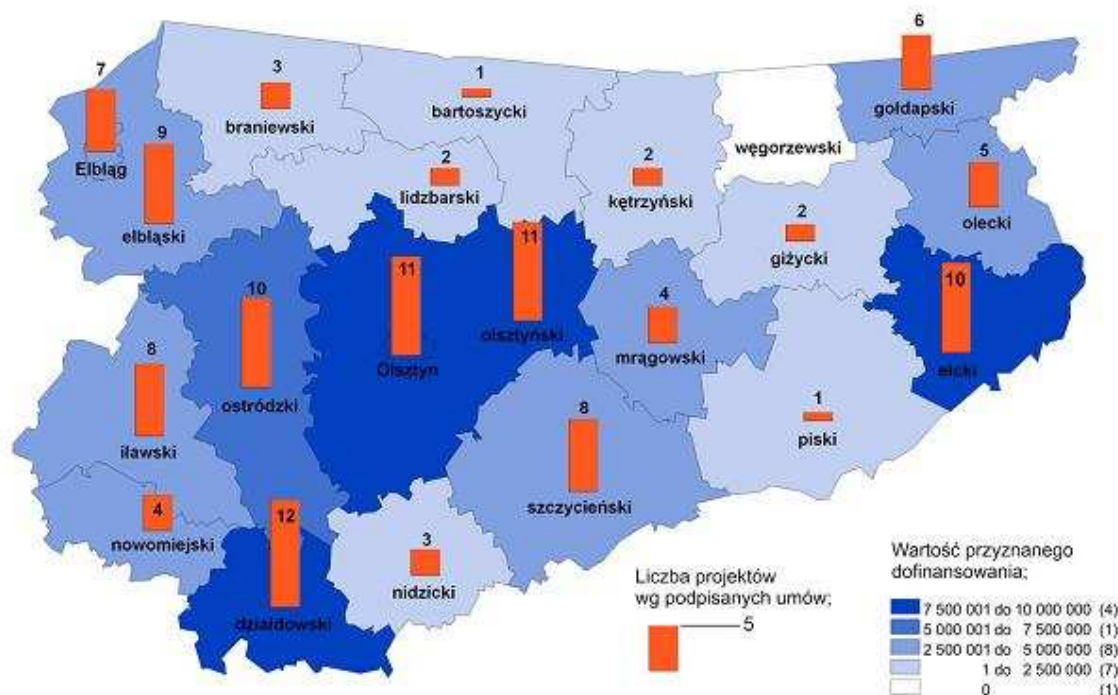 6
7
3
1
gołdapski
braniewski
bartoszycki
9
węgorzewski
Elbląg
2
2
5
lidzbarski
kętrzyński
olecki
elbląski
2
11
giżycki
11
10
10
4
olsztyński
mrągowski
Olsztyn
ełcki
8
ostródzki
1
8
piski
iławski
szczycieński
4
12
nowomiejski
3
nidzicki
działdowski
Liczba projektów
wg podpisanych umów;
5
Wartość przyznanego
dofinansowania;
7 500 001 do 10 000 000 (4)
5 000 001 do 7 500 000 (1)
2 500 001 do 5 000 000 (8)
1 do 2 500 000 (7)
0 (1)